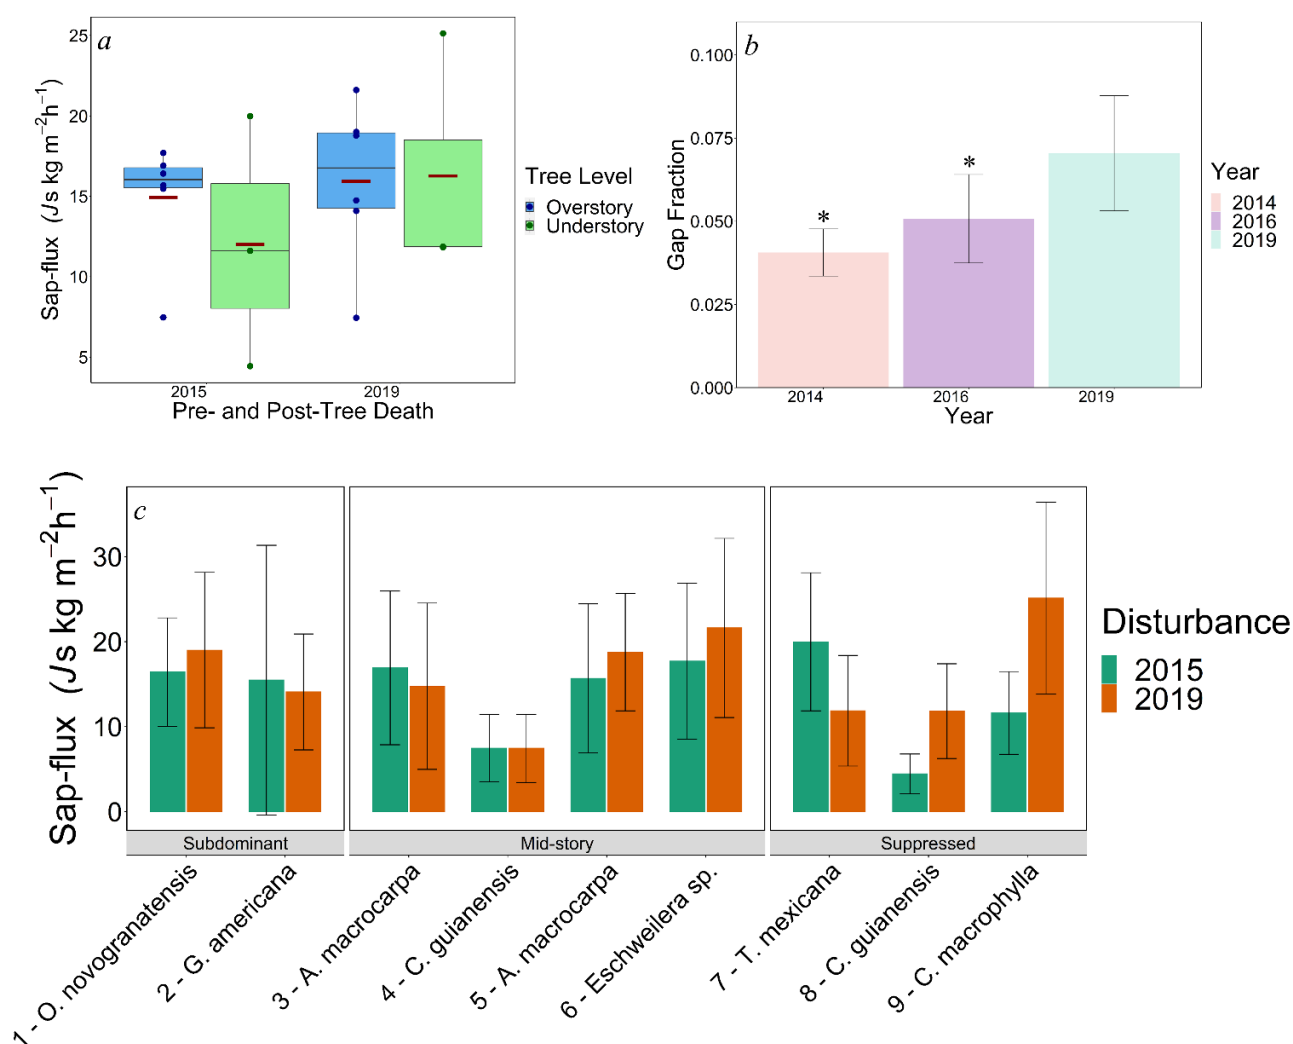 a
25
20
15
10
5
Sap-flux (Js kg m−2h−1)
2015
2019
Pre- and Post-Tree Death
Tree Level
Overstory
Understory
b
0.100
0.075
0.050
0.025
0.000
Gap Fraction
*
*
2014
2016
2019
Year
Year
2014
2016
2019
c
30
20
10
0
Sap-flux (Js kg m−2h−1)
Subdominant
Mid-story
Suppressed
1 - O. novogranatensis
2 - G. americana
3 - A. macrocarpa
4 - C. guianensis
5 - A. macrocarpa
6 - Eschweilera sp.
7 - T. mexicana
8 - C. guianensis
9 - C. macrophylla
Disturbance
2015
2019